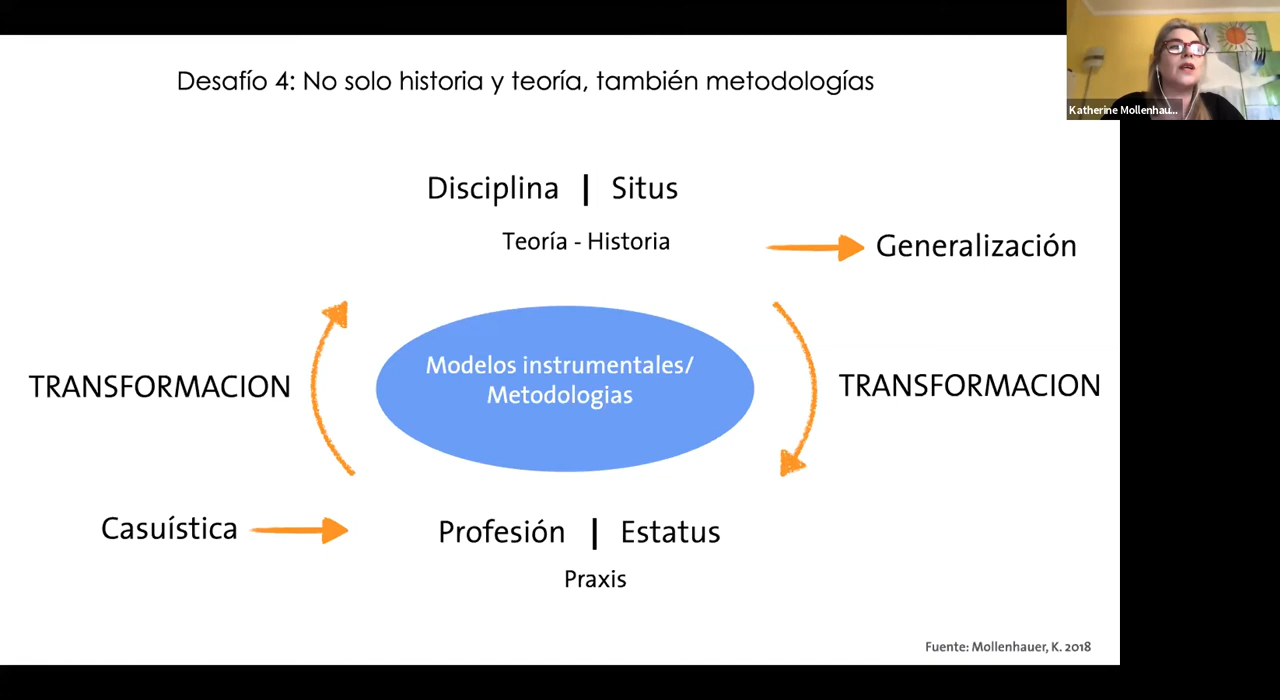 Desafío 4: No solo historia y teoría, también metodologías
Katherine Mollenhau...
Disciplina | Situs
Teoría - Historia
Generalización
Modelos instrumentales/
Metodologias
TRANSFORMACION
TRANSFORMACION
Casuística
Profesión | Estatus
Praxis
Fuente: Mollenhauer, K. 2018